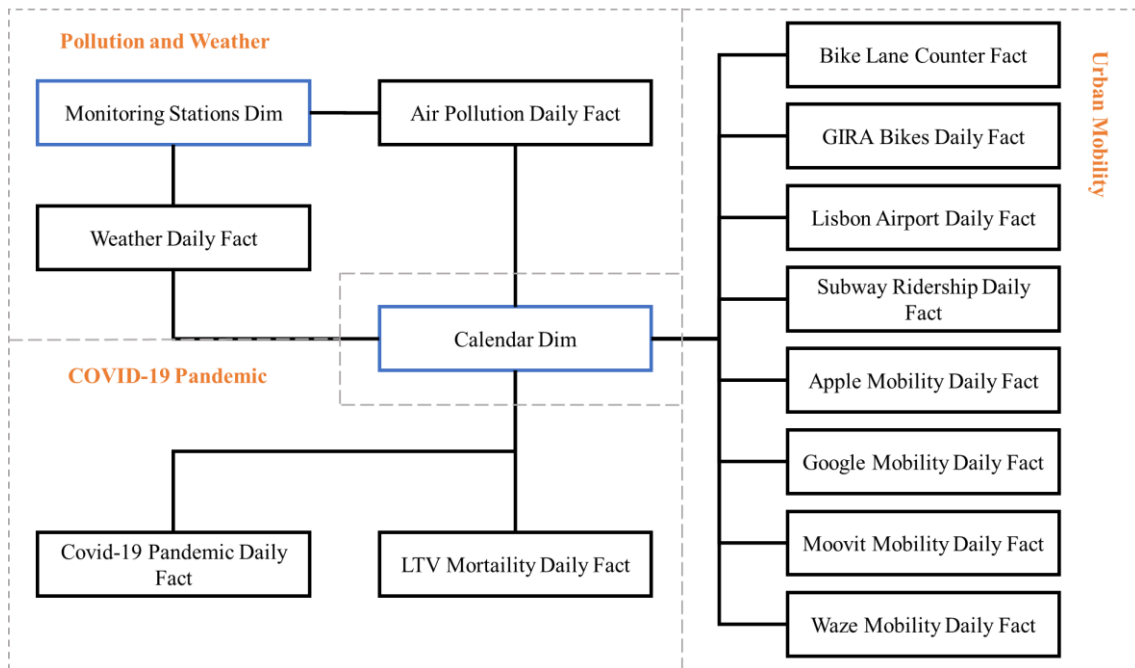 Pollution and Weather
Monitoring Stations Dim
Air Pollution Daily Fact
Weather Daily Fact
Calendar Dim
COVID-19 Pandemic
Covid-19 Pandemic Daily
Fact
LTV Mortaility Daily Fact
Urban Mobility
Bike Lane Counter Fact
GIRA Bikes Daily Fact
Lisbon Airport Daily Fact
Subway Ridership Daily
Fact
Apple Mobility Daily Fact
Google Mobility Daily Fact
Moovit Mobility Daily Fact
Waze Mobility Daily Fact